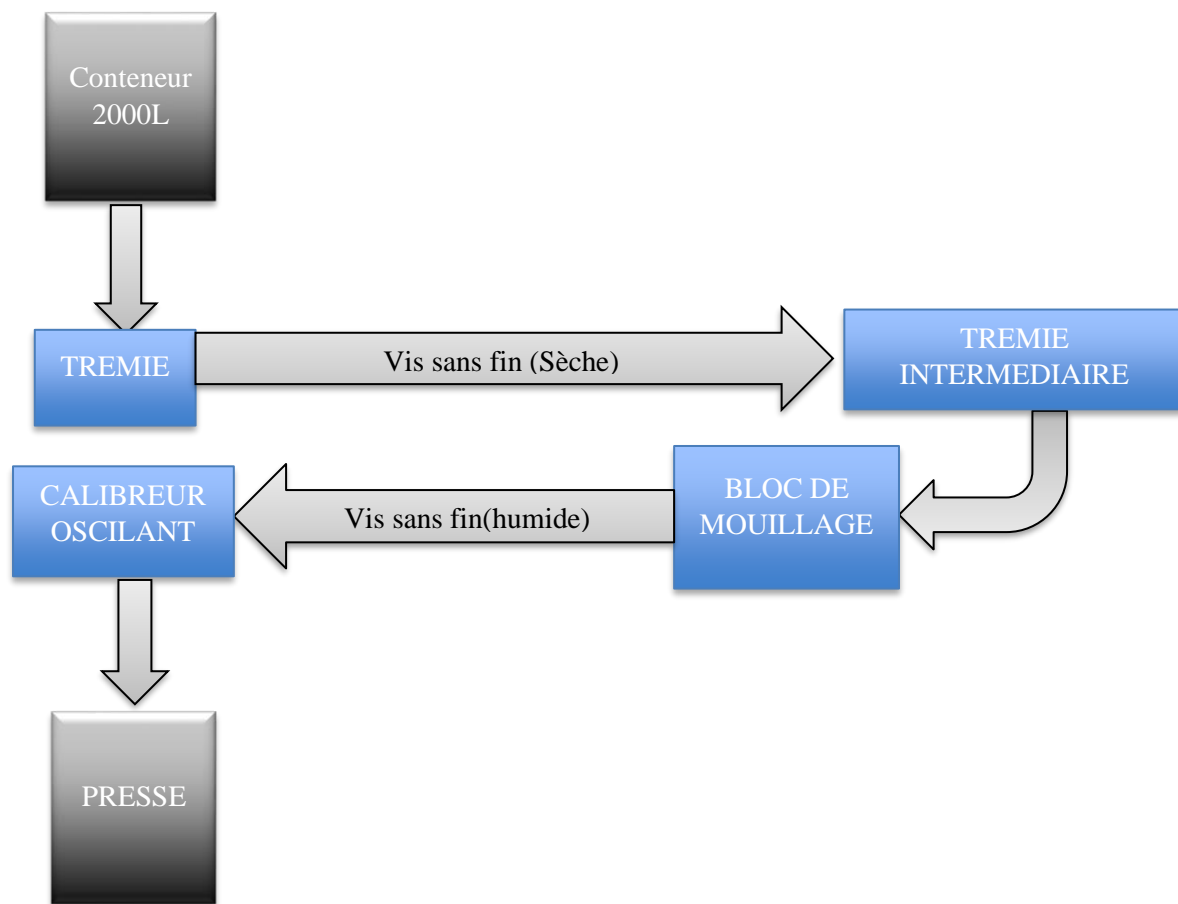 Conteneur
2000L
TREMIE
Vis sans fin (Sèche)
TREMIE
INTERMEDIAIRE
BLOC DE
MOUILLAGE
Vis sans fin(humide)
CALIBREUR
OSCILANT
PRESSE